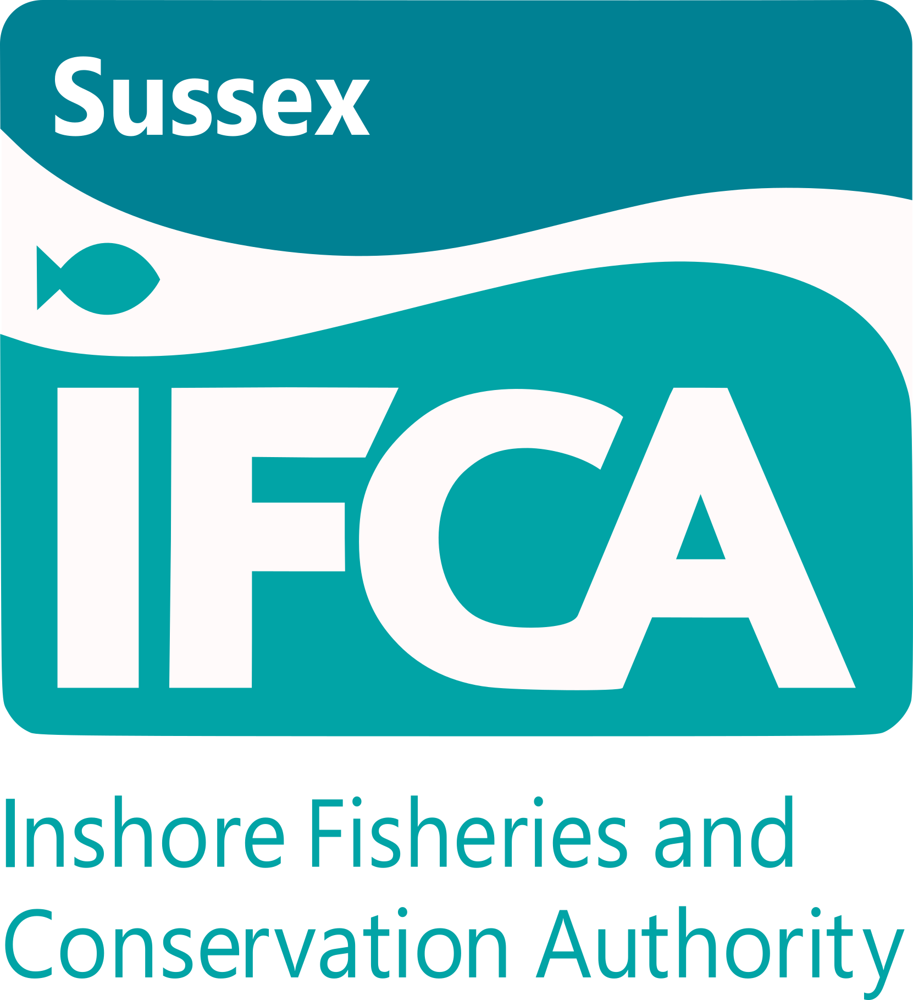 Sussex
IFCA
Inshore Fisheries and
Conservation Authority